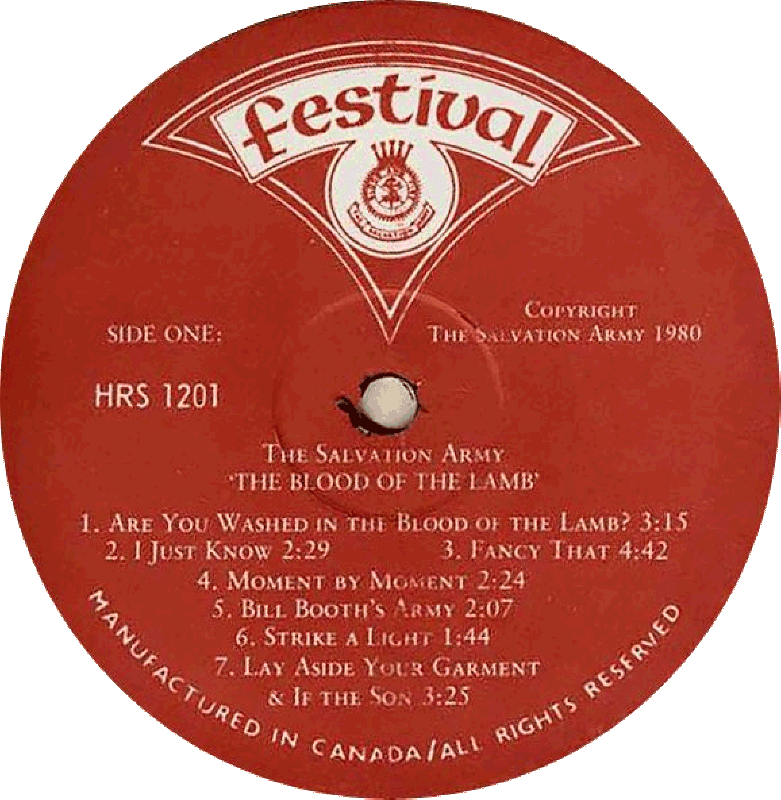 festival
THE SALVATION ARMY
SIDE ONE:
COPYRIGHT
THE SALVATION ARMY 1980
HRS 1201
THE SALVATION ARMY
'THE BLOOD OF THE LAMB'
1. ARE YOU WASHED IN THE BLOOD OF THE LAMB? 3:15
2. I JUST KNOW 2:29 3. FANCY THAT 4:42
4. MOMENT BY MOMENT 2:24
5. BILL BOOTH'S ARMY 2:07
6. STRIKE A LIGHT 1:44
7. LAY ASIDE YOUR GARMENT
& IF THE SON 3:25
MANUFACTURED IN CANADA/ALL RIGHTS RESERVED